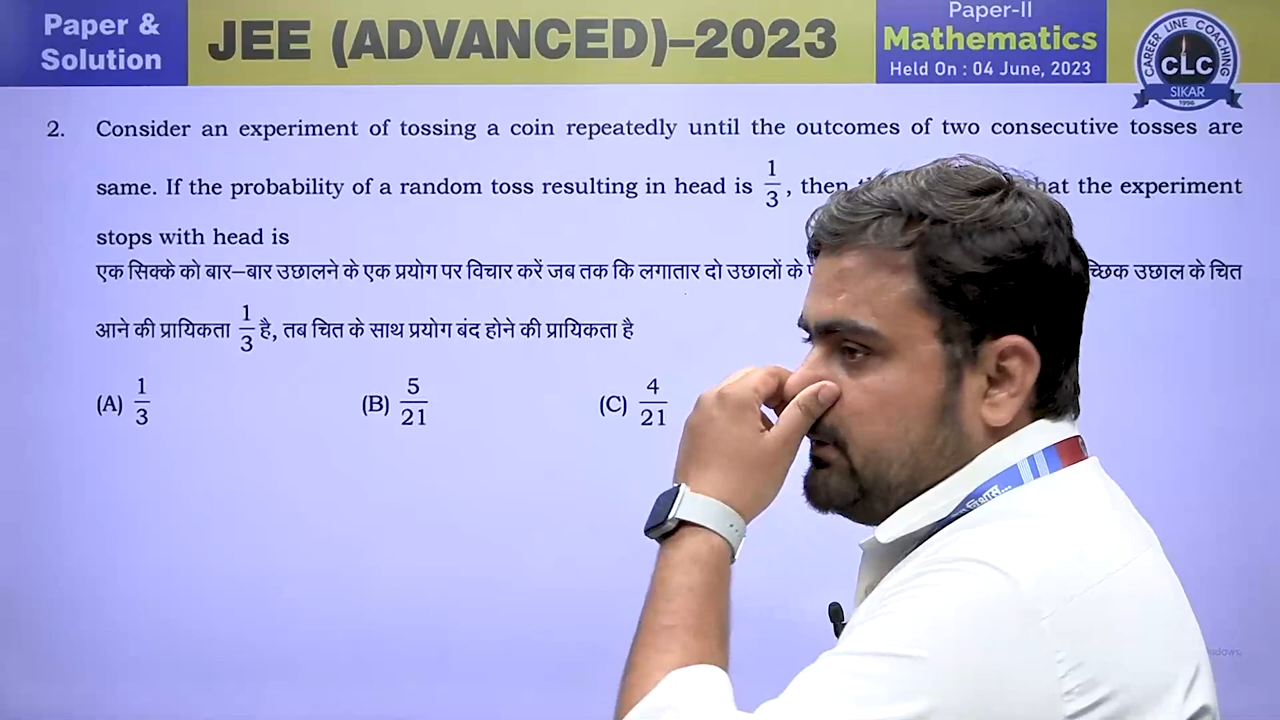 Paper &
Solution
JEE (ADVANCED)–2023
Paper-II
Mathematics
Held On : 04 June, 2023
CAREER LINE COACHING
CLC
SIKAR
1996
2. Consider an experiment of tossing a coin repeatedly until the outcomes of two consecutive tosses are
same. If the probability of a random toss resulting in head is 1/3, then that the experiment
stops with head is
एक सिक्के को बार–बार उछालने के एक प्रयोग पर विचार करें जब तक कि लगातार दो उछालों के उछाल के चित
आने की प्रायिकता 1/3 है, तब चित के साथ प्रयोग बंद होने की प्रायिकता है
(A) 1/3 (B) 5/21 (C) 4/21